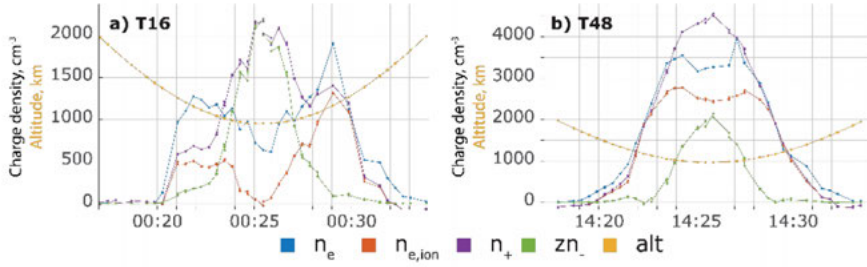 a) T16
b) T48
Charge density, cm⁻³
Altitude, km
2000
1500
1000
500
0
00:20
00:25
00:30
Charge density, cm⁻³
Altitude, km
4000
3000
2000
1000
0
14:20
14:25
14:30
nₑ
nₑ,ᵢₒₙ
n₊
zn₋
alt